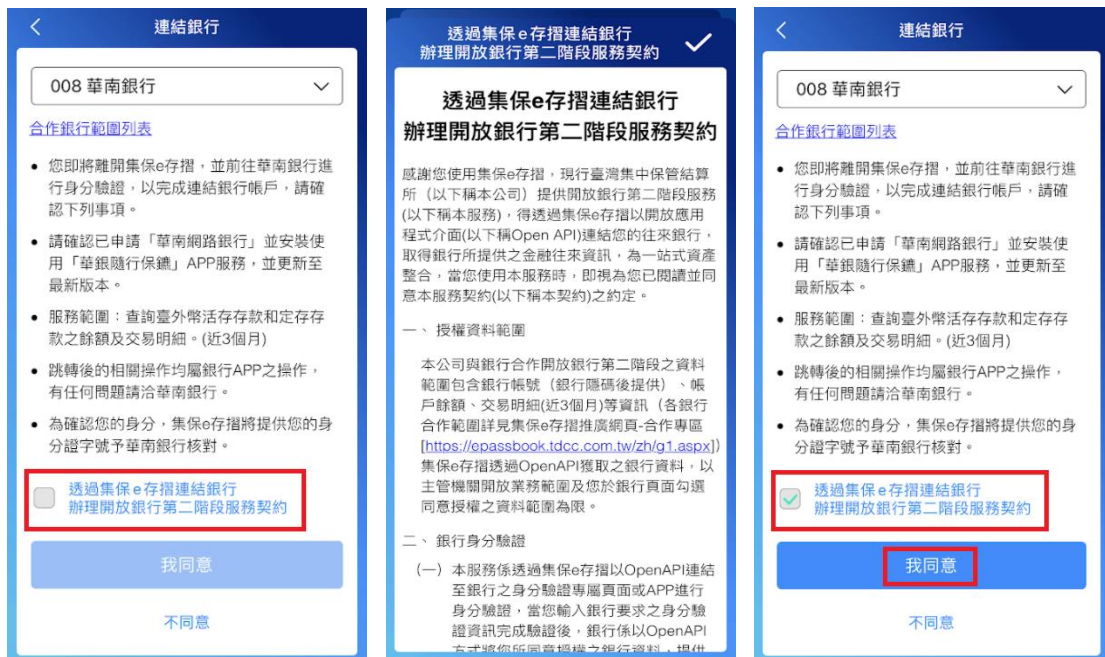 連結銀行
008 華南銀行
合作銀行範圍列表
• 您即將離開集保e存摺，並前往華南銀行進
行身分驗證，以完成連結銀行帳戶，請確
認下列事項。
• 請確認已申請「華南網路銀行」並安裝使
用「華銀隨行保鑣」APP服務，並更新至
最新版本。
• 服務範圍：查詢臺外幣活存存款和定存存
款之餘額及交易明細。(近3個月)
• 跳轉後的相關操作均屬銀行APP之操作，
有任何問題請洽華南銀行。
• 為確認您的身分，集保e存摺將提供您的身
分證字號予華南銀行核對。
透過集保e存摺連結銀行
辦理開放銀行第二階段服務契約
我同意
不同意
透過集保e存摺連結銀行
辦理開放銀行第二階段服務契約
透過集保e存摺連結銀行
辦理開放銀行第二階段服務契約
感謝您使用集保e存摺，現行臺灣集中保管結算
所（以下稱本公司）提供開放銀行第二階段服務
(以下稱本服務)，得透過集保e存摺以開放應用
程式介面(以下稱Open API)連結您的往來銀行，
取得銀行所提供之金融往來資訊，為一站式資產
整合，當您使用本服務時，即視為您已閱讀並同
意本服務契約(以下稱本契約)之約定。
一、 授權資料範圍
本公司與銀行合作開放銀行第二階段之資料
範圍包含銀行帳號（銀行隱碼後提供）、帳
戶餘額、交易明細(近3個月)等資訊（各銀行
合作範圍詳見集保e存摺推廣網頁-合作專區
[https://epassbook.tdcc.com.tw/zh/g1.aspx])
集保e存摺透過OpenAPI獲取之銀行資料，以
主管機關開放業務範圍及您於銀行頁面勾選
同意授權之資料範圍為限。
二、 銀行身分驗證
（一）本服務係透過集保e存摺以OpenAPI連結
至銀行之身分驗證專屬頁面或APP進行
身分驗證，當您輸入銀行要求之身分驗
證資訊完成驗證後，銀行係以OpenAPI
方式將您所同意授權之銀行資料，提供
連結銀行
008 華南銀行
合作銀行範圍列表
• 您即將離開集保e存摺，並前往華南銀行進
行身分驗證，以完成連結銀行帳戶，請確
認下列事項。
• 請確認已申請「華南網路銀行」並安裝使
用「華銀隨行保鑣」APP服務，並更新至
最新版本。
• 服務範圍：查詢臺外幣活存存款和定存存
款之餘額及交易明細。(近3個月)
• 跳轉後的相關操作均屬銀行APP之操作，
有任何問題請洽華南銀行。
• 為確認您的身分，集保e存摺將提供您的身
分證字號予華南銀行核對。
透過集保e存摺連結銀行
辦理開放銀行第二階段服務契約
我同意
不同意